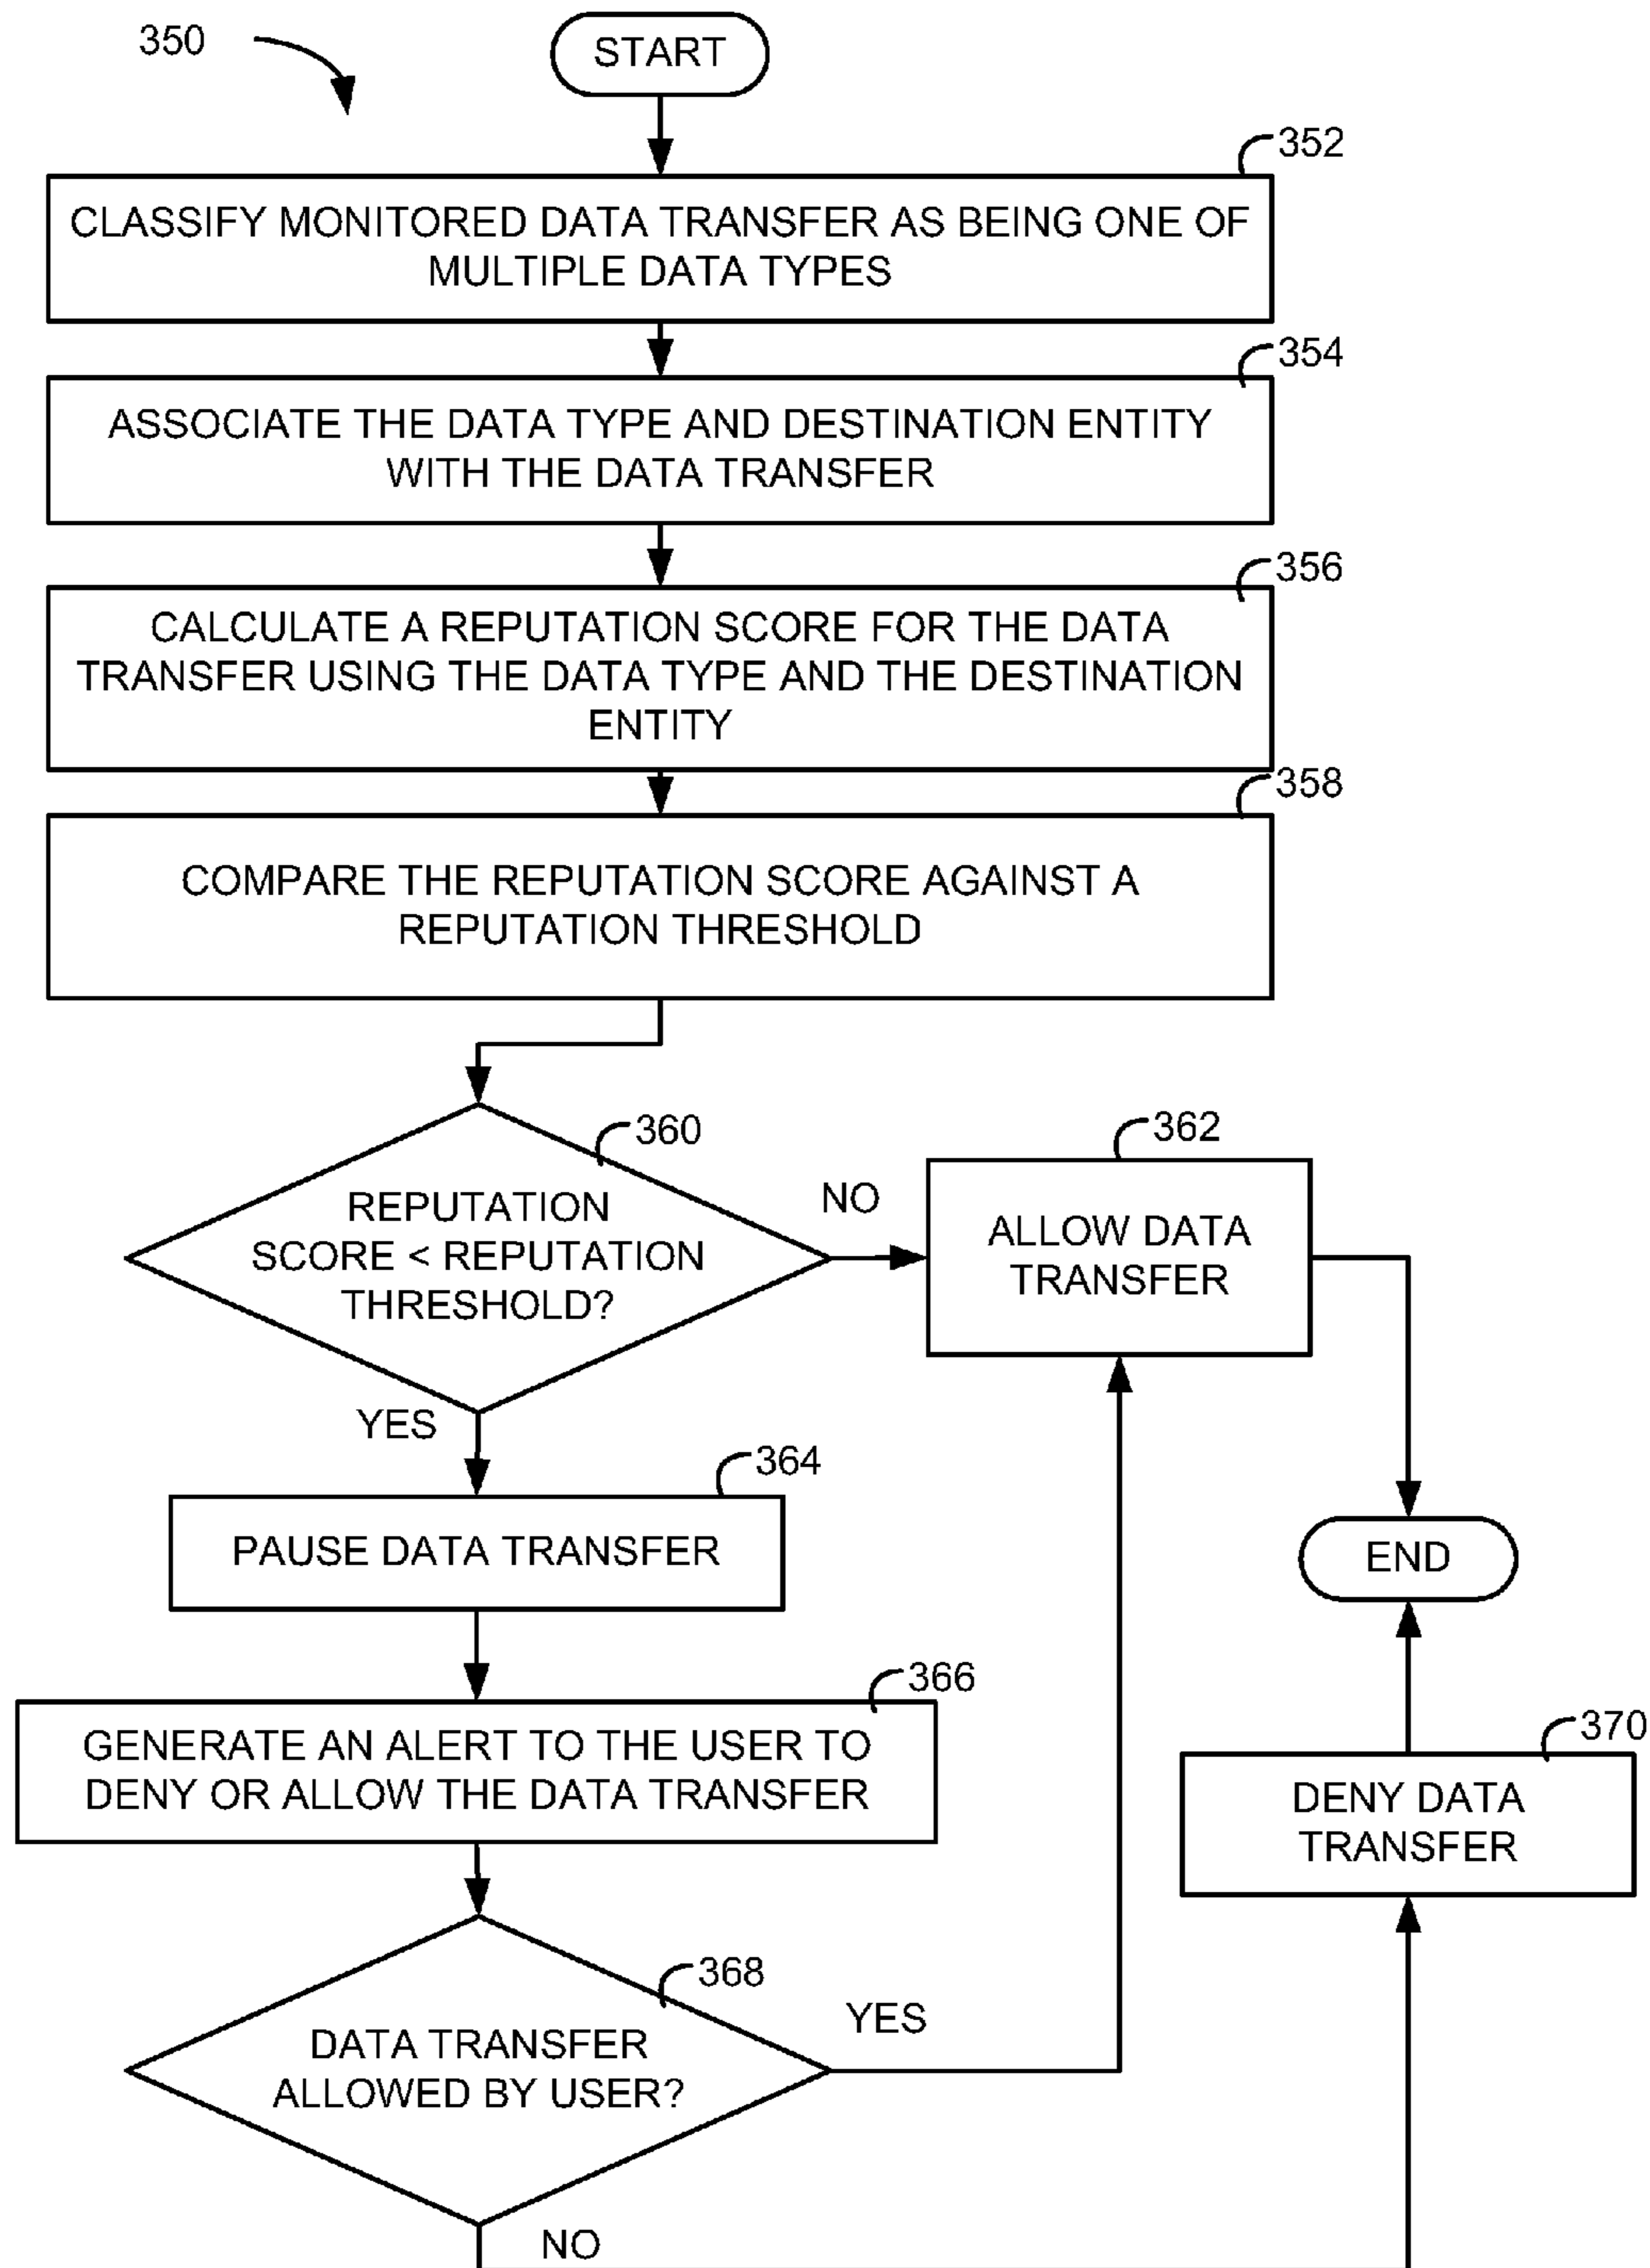 350
START
352
CLASSIFY MONITORED DATA TRANSFER AS BEING ONE OF
MULTIPLE DATA TYPES
354
ASSOCIATE THE DATA TYPE AND DESTINATION ENTITY
WITH THE DATA TRANSFER
356
CALCULATE A REPUTATION SCORE FOR THE DATA
TRANSFER USING THE DATA TYPE AND THE DESTINATION
ENTITY
358
COMPARE THE REPUTATION SCORE AGAINST A
REPUTATION THRESHOLD
360
REPUTATION
SCORE < REPUTATION
THRESHOLD?
NO
362
ALLOW DATA
TRANSFER
YES
364
PAUSE DATA TRANSFER
END
366
GENERATE AN ALERT TO THE USER TO
DENY OR ALLOW THE DATA TRANSFER
370
DENY DATA
TRANSFER
368
DATA TRANSFER
ALLOWED BY USER?
YES
NO